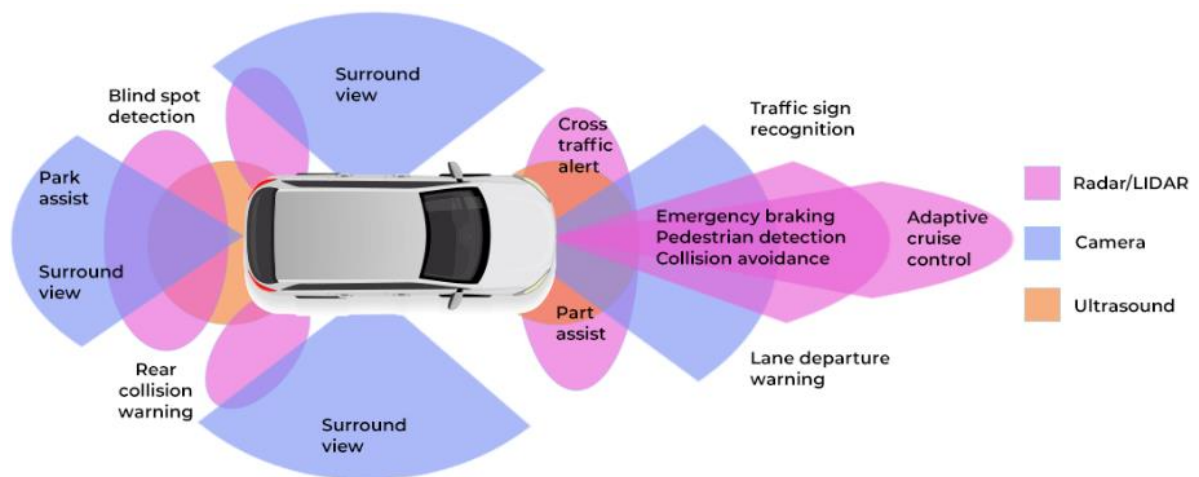 Surround
view
Blind spot
detection
Traffic sign
recognition
Cross
traffic
alert
Park
assist
Radar/LIDAR
Emergency braking
Pedestrian detection
Collision avoidance
Adaptive
cruise
control
Camera
Surround
view
Ultrasound
Part
assist
Rear
collision
warning
Lane departure
warning
Surround
view